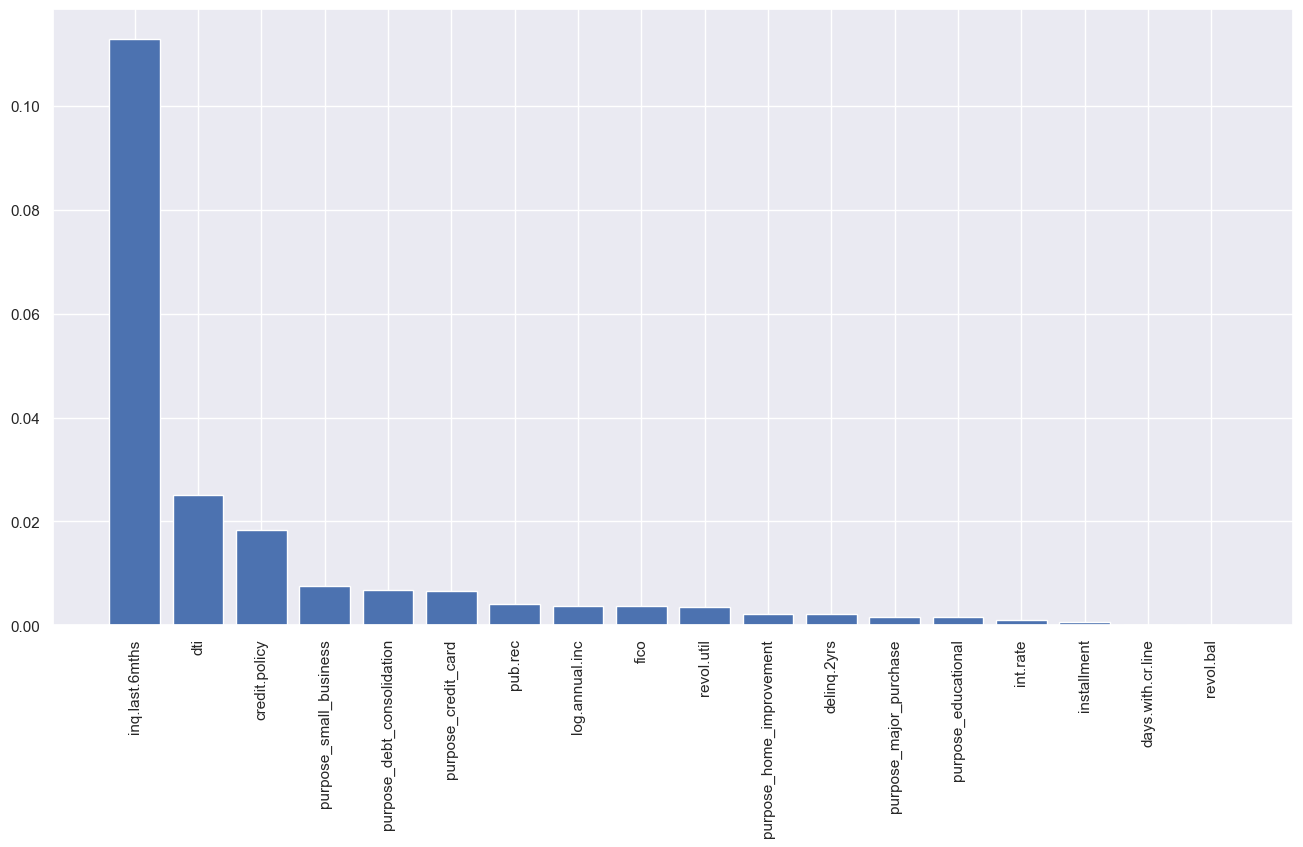 0.10
0.08
0.06
0.04
0.02
0.00
inq.last.6mths
dti
credit.policy
purpose_small_business
purpose_debt_consolidation
purpose_credit_card
pub.rec
log.annual.inc
fico
revol.util
purpose_home_improvement
delinq.2yrs
purpose_major_purchase
purpose_educational
int.rate
installment
days.with.cr.line
revol.bal